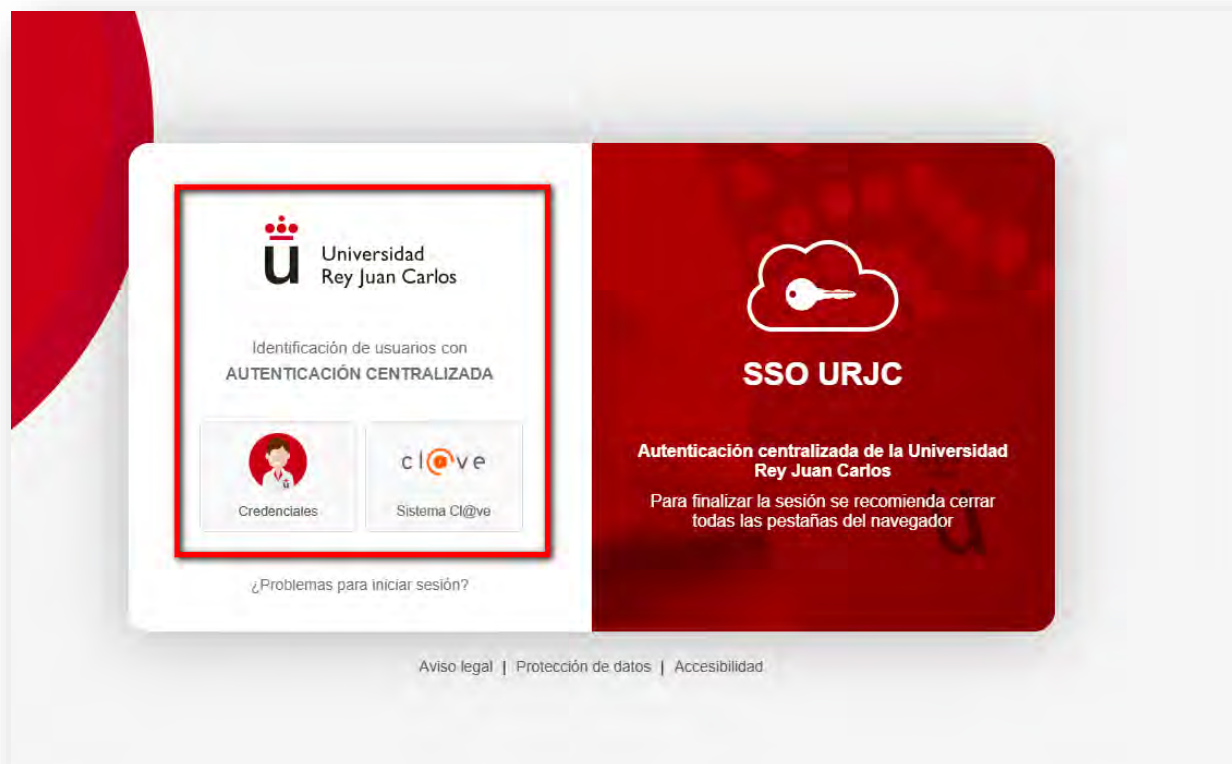 Universidad
Rey Juan Carlos
Identificación de usuarios con
AUTENTICACIÓN CENTRALIZADA
Credenciales
cl@ve
Sistema Cl@ve
¿Problemas para iniciar sesión?
SSO URJC
Autenticación centralizada de la Universidad
Rey Juan Carlos
Para finalizar la sesión se recomienda cerrar
todas las pestañas del navegador
Aviso legal | Protección de datos | Accesibilidad